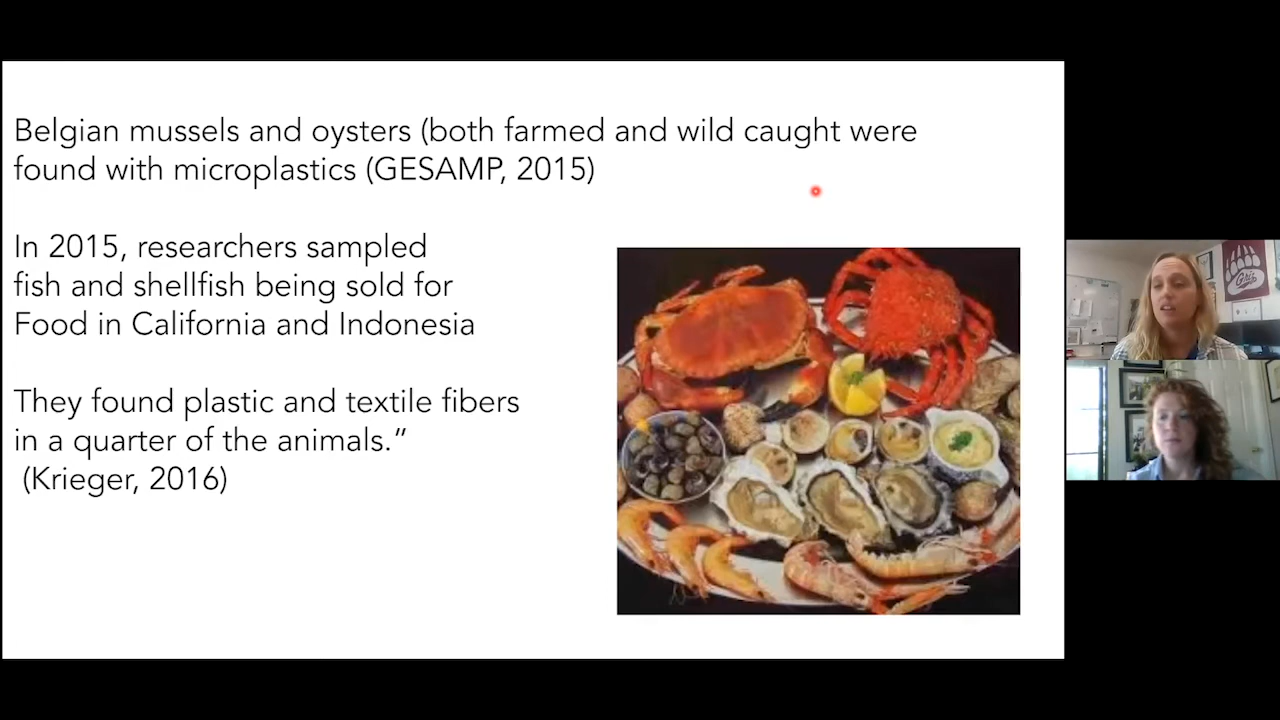 Belgian mussels and oysters (both farmed and wild caught were
found with microplastics (GESAMP, 2015)
In 2015, researchers sampled
fish and shellfish being sold for
Food in California and Indonesia
They found plastic and textile fibers
in a quarter of the animals.”
(Krieger, 2016)
Griz